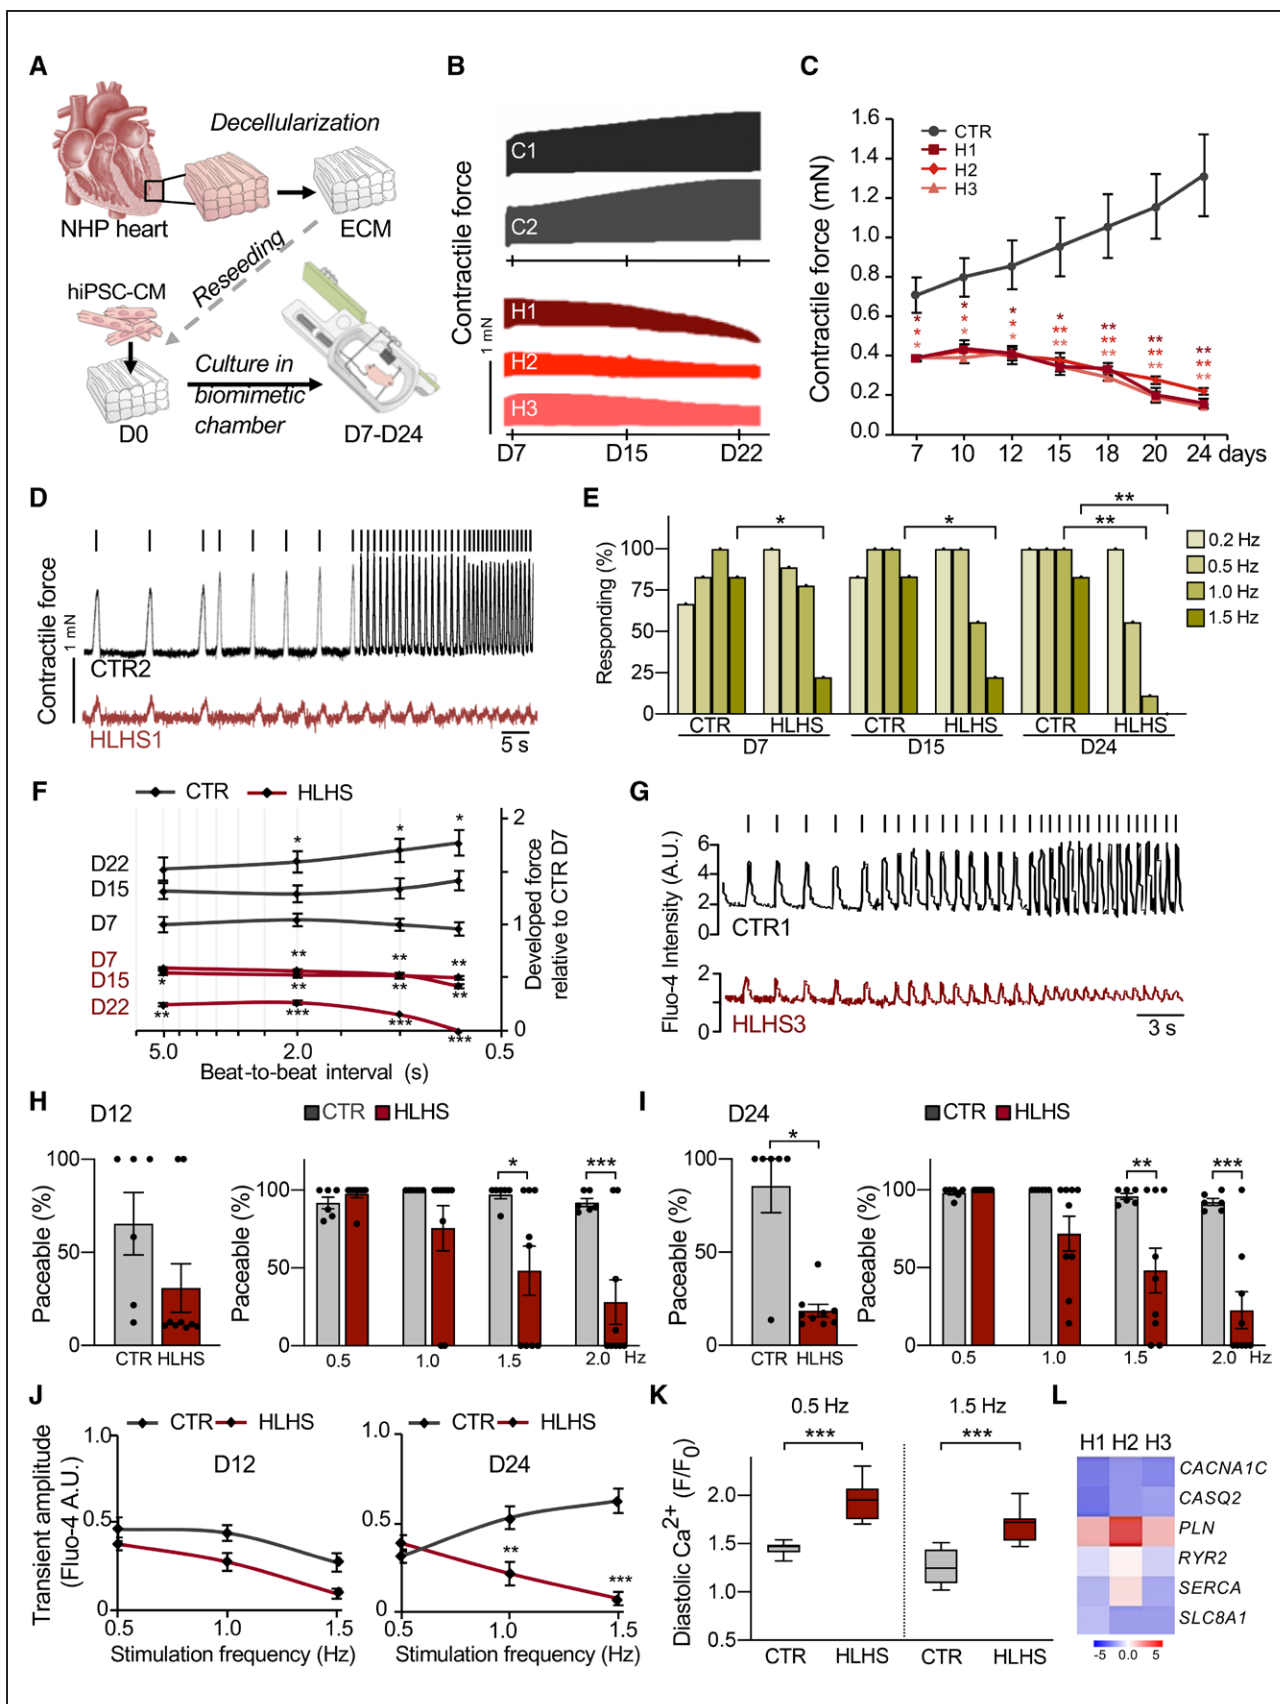 A
Decellularization
NHP heart
ECM
Reseeding
hiPSC-CM
Culture in
biomimetic
chamber
D0
D7-D24
B
Contractile force
1 mN
C1
C2
H1
H2
H3
D7
D15
D22
C
Contractile force (mN)
CTR
H1
H2
H3
1.6
1.4
1.2
1.0
0.8
0.6
0.4
0.2
0.0
* * * * ** ** **
* * * ** ** ** **
* * * ** ** ** **
7 10 12 15 18 20 24 days
D
Contractile force
1 mN
CTR2
HLHS1
5 s
E
Responding (%)
100
75
50
25
0
* * ** **
0.2 Hz
0.5 Hz
1.0 Hz
1.5 Hz
CTR HLHS CTR HLHS CTR HLHS
D7 D15 D24
F
CTR HLHS
D22
D15
D7
D7
D15
D22
* * *
** ** **
* ** ** **
** *** *** ***
2
1
0
Developed force
relative to CTR D7
5.0 2.0 0.5
Beat-to-beat interval (s)
G
Fluo-4 Intensity (A.U.)
6
4
2
0
CTR1
2
1
0
HLHS3
3 s
H
D12
CTR HLHS
Paceable (%)
100
50
0
CTR HLHS
Paceable (%)
100
50
0
* ***
0.5 1.0 1.5 2.0 Hz
I
D24
CTR HLHS
Paceable (%)
100
50
0
*
CTR HLHS
Paceable (%)
100
50
0
** ***
0.5 1.0 1.5 2.0 Hz
J
CTR HLHS
D12
Transient amplitude
(Fluo-4 A.U.)
1.0
0.5
0
0.5 1.0 1.5
Stimulation frequency (Hz)
CTR HLHS
D24
1.0
0.5
0
** ***
0.5 1.0 1.5
Stimulation frequency (Hz)
K
0.5 Hz 1.5 Hz
*** ***
Diastolic Ca2+ (F/F0)
2.0
1.5
1.0
0.5
CTR HLHS CTR HLHS
L
H1 H2 H3
CACNA1C
CASQ2
PLN
RYR2
SERCA
SLC8A1
-5 0.0 5